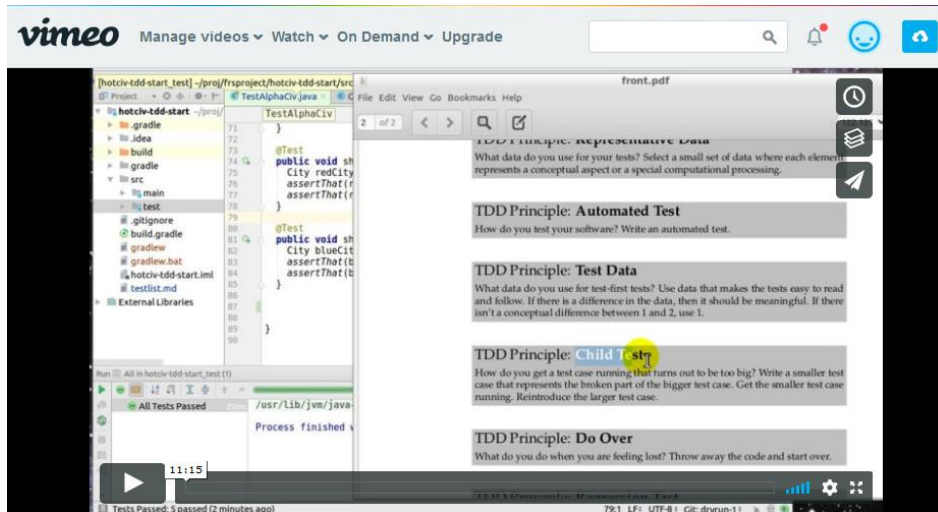 vimeo Manage videos Watch On Demand Upgrade
[hotciv-tdd-start_test] -~/proj/frsproject/hotciv-tdd-start/src
Project
TestAlphaCiv.java
hotciv-tdd-start ~/proj/
.gradle
.idea
build
gradle
src
main
test
.gitignore
build.gradle
gradlew
gradlew.bat
hotciv-tdd-start.iml
testlist.md
External Libraries
TestAlphaCiv
71 }
72
73 @Test
74 public void sh
75 City redCity
76 assertThat(r
77 assertThat(r
78 }
79
80 @Test
81 public void sh
82 City blueCit
83 assertThat(b
84 assertThat(b
85 }
86
87
88
89 }
90
front.pdf
File Edit View Go Bookmarks Help
2 of 2
TDD Principle: Representative Data
What data do you use for your tests? Select a small set of data where each element
represents a conceptual aspect or a special computational processing.
TDD Principle: Automated Test
How do you test your software? Write an automated test.
TDD Principle: Test Data
What data do you use for test-first tests? Use data that makes the tests easy to read
and follow. If there is a difference in the data, then it should be meaningful. If there
isn't a conceptual difference between 1 and 2, use 1.
TDD Principle: Child Test
How do you get a test case running that turns out to be too big? Write a smaller test
case that represents the broken part of the bigger test case. Get the smaller test case
running. Reintroduce the larger test case.
TDD Principle: Do Over
What do you do when you are feeling lost? Throw away the code and start over.
TDD Principle: Regression Test
Run All in hotciv-tdd-start_test (1)
All Tests Passed
/usr/lib/jvm/java-
Process finished
11:15
Tests Passed: 5 passed (2 minutes ago)
79:1 LF: UTF-8: Git: dryrun-1: